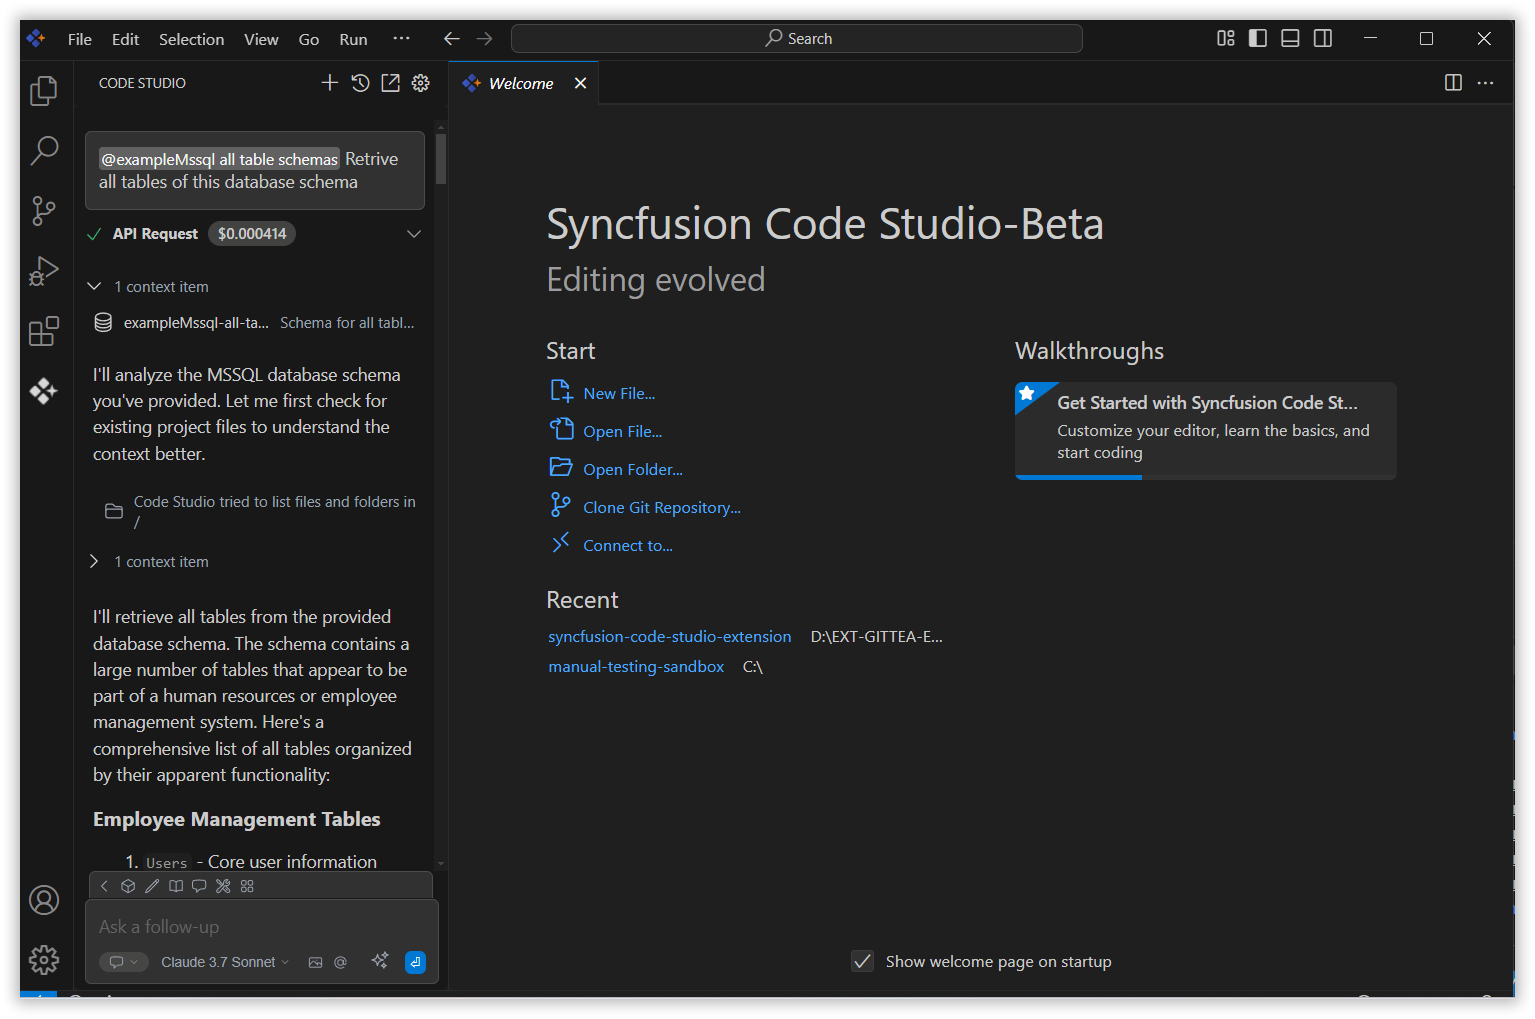 File Edit Selection View Go Run ··· Search
CODE STUDIO
Welcome
@exampleMssql all table schemas Retrive
all tables of this database schema
API Request $0.000414
1 context item
exampleMssql-all-ta... Schema for all tabl...
I'll analyze the MSSQL database schema
you've provided. Let me first check for
existing project files to understand the
context better.
Code Studio tried to list files and folders in
/
1 context item
I'll retrieve all tables from the provided
database schema. The schema contains a
large number of tables that appear to be
part of a human resources or employee
management system. Here's a
comprehensive list of all tables organized
by their apparent functionality:
Employee Management Tables
1. Users - Core user information
Ask a follow-up
Claude 3.7 Sonnet
Syncfusion Code Studio-Beta
Editing evolved
Start
New File...
Open File...
Open Folder...
Clone Git Repository...
Connect to...
Recent
syncfusion-code-studio-extension D:\EXT-GITTEA-E...
manual-testing-sandbox C:\
Walkthroughs
Get Started with Syncfusion Code St...
Customize your editor, learn the basics, and
start coding
Show welcome page on startup